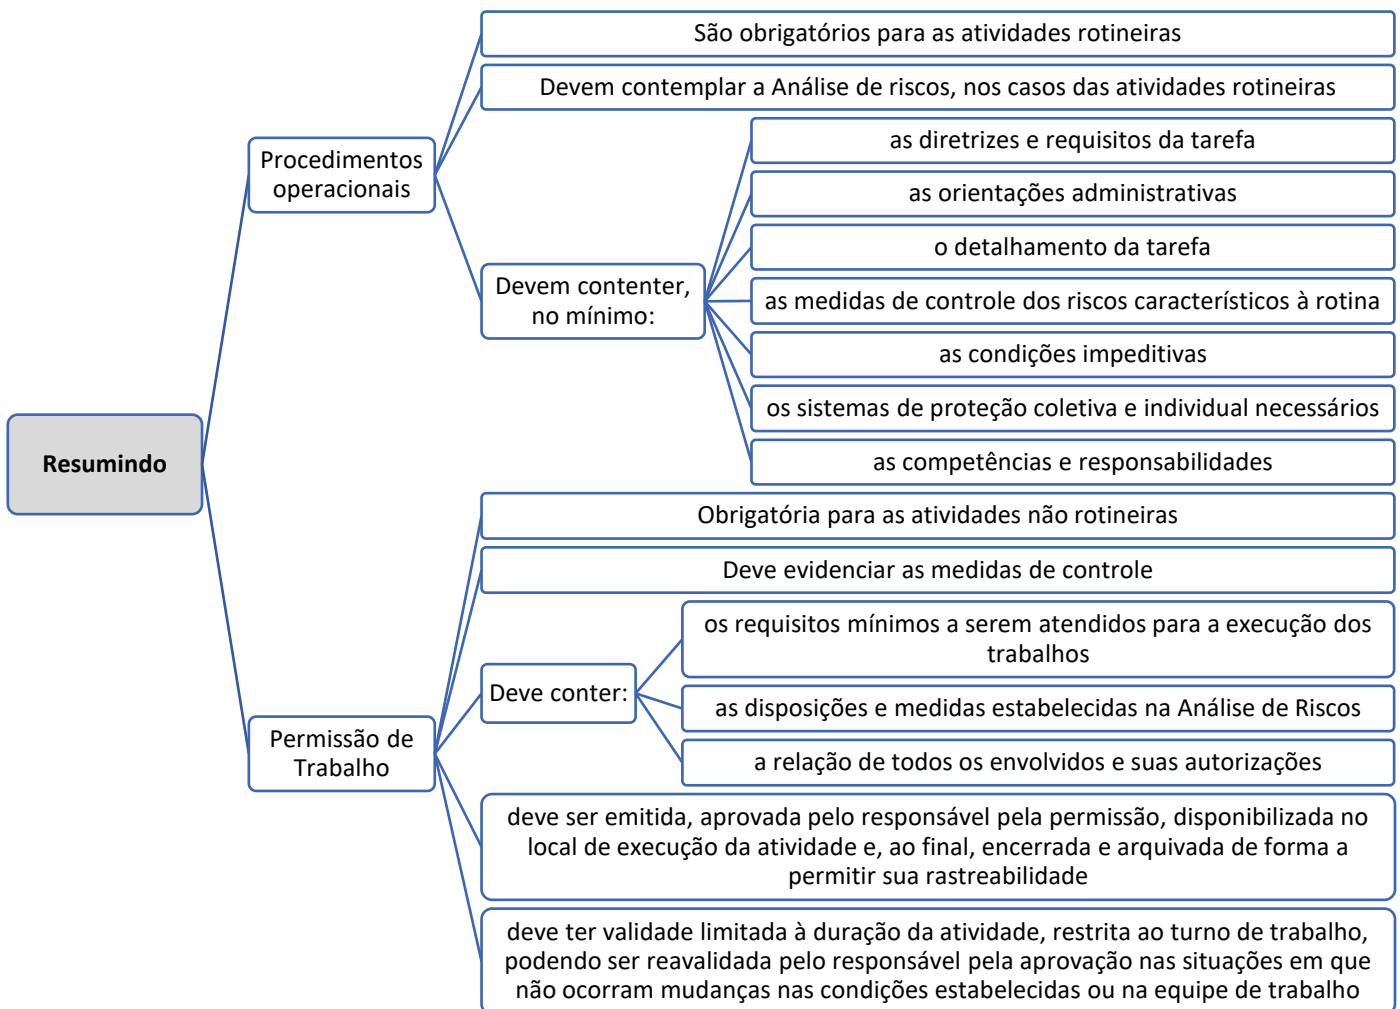 Resumindo
Procedimentos
operacionais
São obrigatórios para as atividades rotineiras
Devem contemplar a Análise de riscos, nos casos das atividades rotineiras
Devem contenter,
no mínimo:
as diretrizes e requisitos da tarefa
as orientações administrativas
o detalhamento da tarefa
as medidas de controle dos riscos característicos à rotina
as condições impeditivas
os sistemas de proteção coletiva e individual necessários
as competências e responsabilidades
Permissão de
Trabalho
Obrigatória para as atividades não rotineiras
Deve evidenciar as medidas de controle
Deve conter:
os requisitos mínimos a serem atendidos para a execução dos
trabalhos
as disposições e medidas estabelecidas na Análise de Riscos
a relação de todos os envolvidos e suas autorizações
deve ser emitida, aprovada pelo responsável pela permissão, disponibilizada no
local de execução da atividade e, ao final, encerrada e arquivada de forma a
permitir sua rastreabilidade
deve ter validade limitada à duração da atividade, restrita ao turno de trabalho,
podendo ser reavalidada pelo responsável pela aprovação nas situações em que
não ocorram mudanças nas condições estabelecidas ou na equipe de trabalho